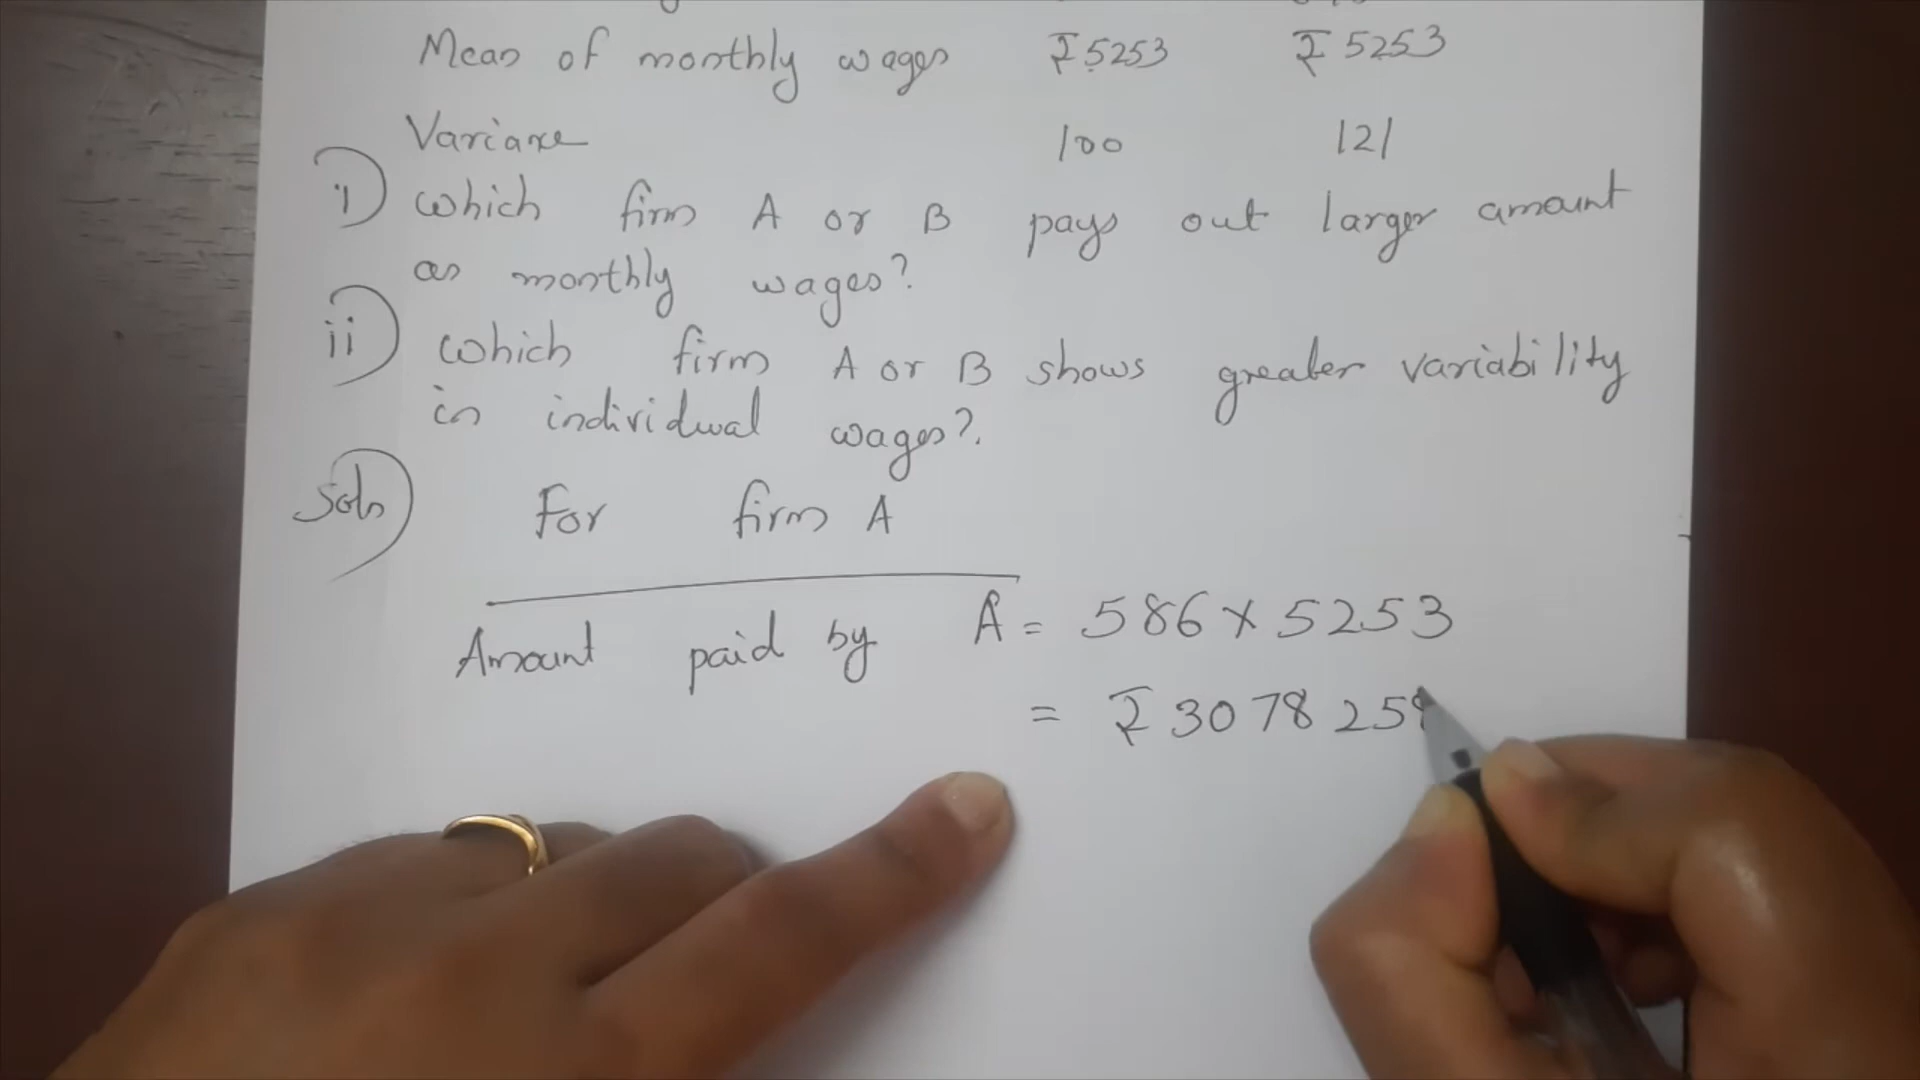 Mean of monthly wages ₹5253 ₹5253
Variance 100 121
i) which firm A or B pays out larger amount
as monthly wages?
ii) which firm A or B shows greater variability
in individual wages?.
Soln) For firm A
Amount paid by A = 586 × 5253
= ₹3078258